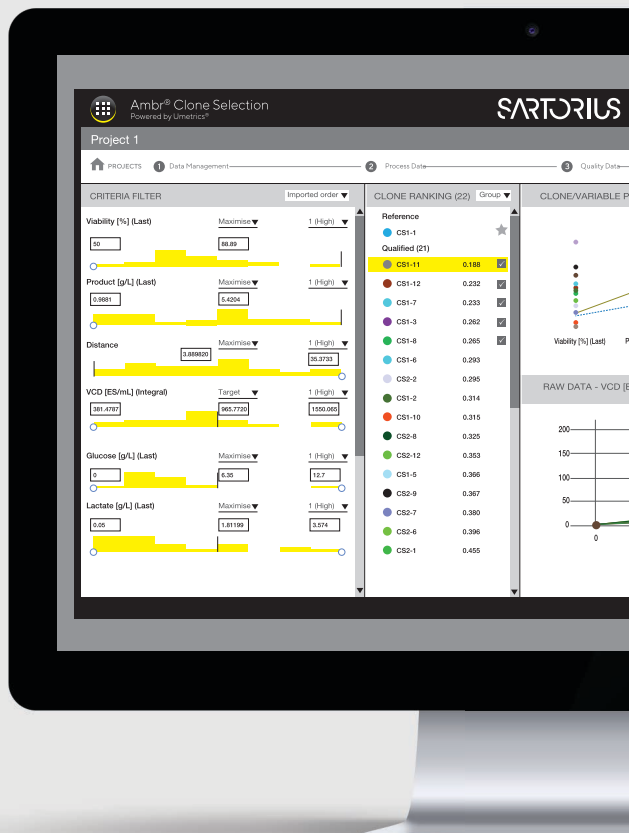 Ambr® Clone Selection
Powered by Umetrics®
SARTORIUS
Project 1
PROJECTS 1 Data Management 2 Process Data 3 Quality Data
CRITERIA FILTER Imported order
Viability [%] (Last) Maximise 1 (High)
50 88.89
Product [g/L] (Last) Maximise 1 (High)
0.9881 5.4204
Distance Maximise 1 (High)
3.889820 35.3733
VCD [ES/mL] (Integral) Target 1 (High)
381.4787 965.7720 1550.065
Glucose [g/L] (Last) Maximise 1 (High)
0 6.35 12.7
Lactate [g/L] (Last) Maximise 1 (High)
0.05 1.81199 3.574
CLONE RANKING (22) Group
Reference
CS1-1
Qualified (21)
CS1-11 0.188
CS1-12 0.232
CS1-7 0.233
CS1-3 0.262
CS1-8 0.265
CS1-6 0.293
CS2-2 0.295
CS1-2 0.314
CS1-10 0.315
CS2-8 0.325
CS2-12 0.353
CS1-5 0.366
CS2-9 0.367
CS2-7 0.380
CS2-6 0.396
CS2-1 0.455
CLONE/VARIABLE P
Viability [%] (Last) P
RAW DATA - VCD [E
200
150
100
50
0
0